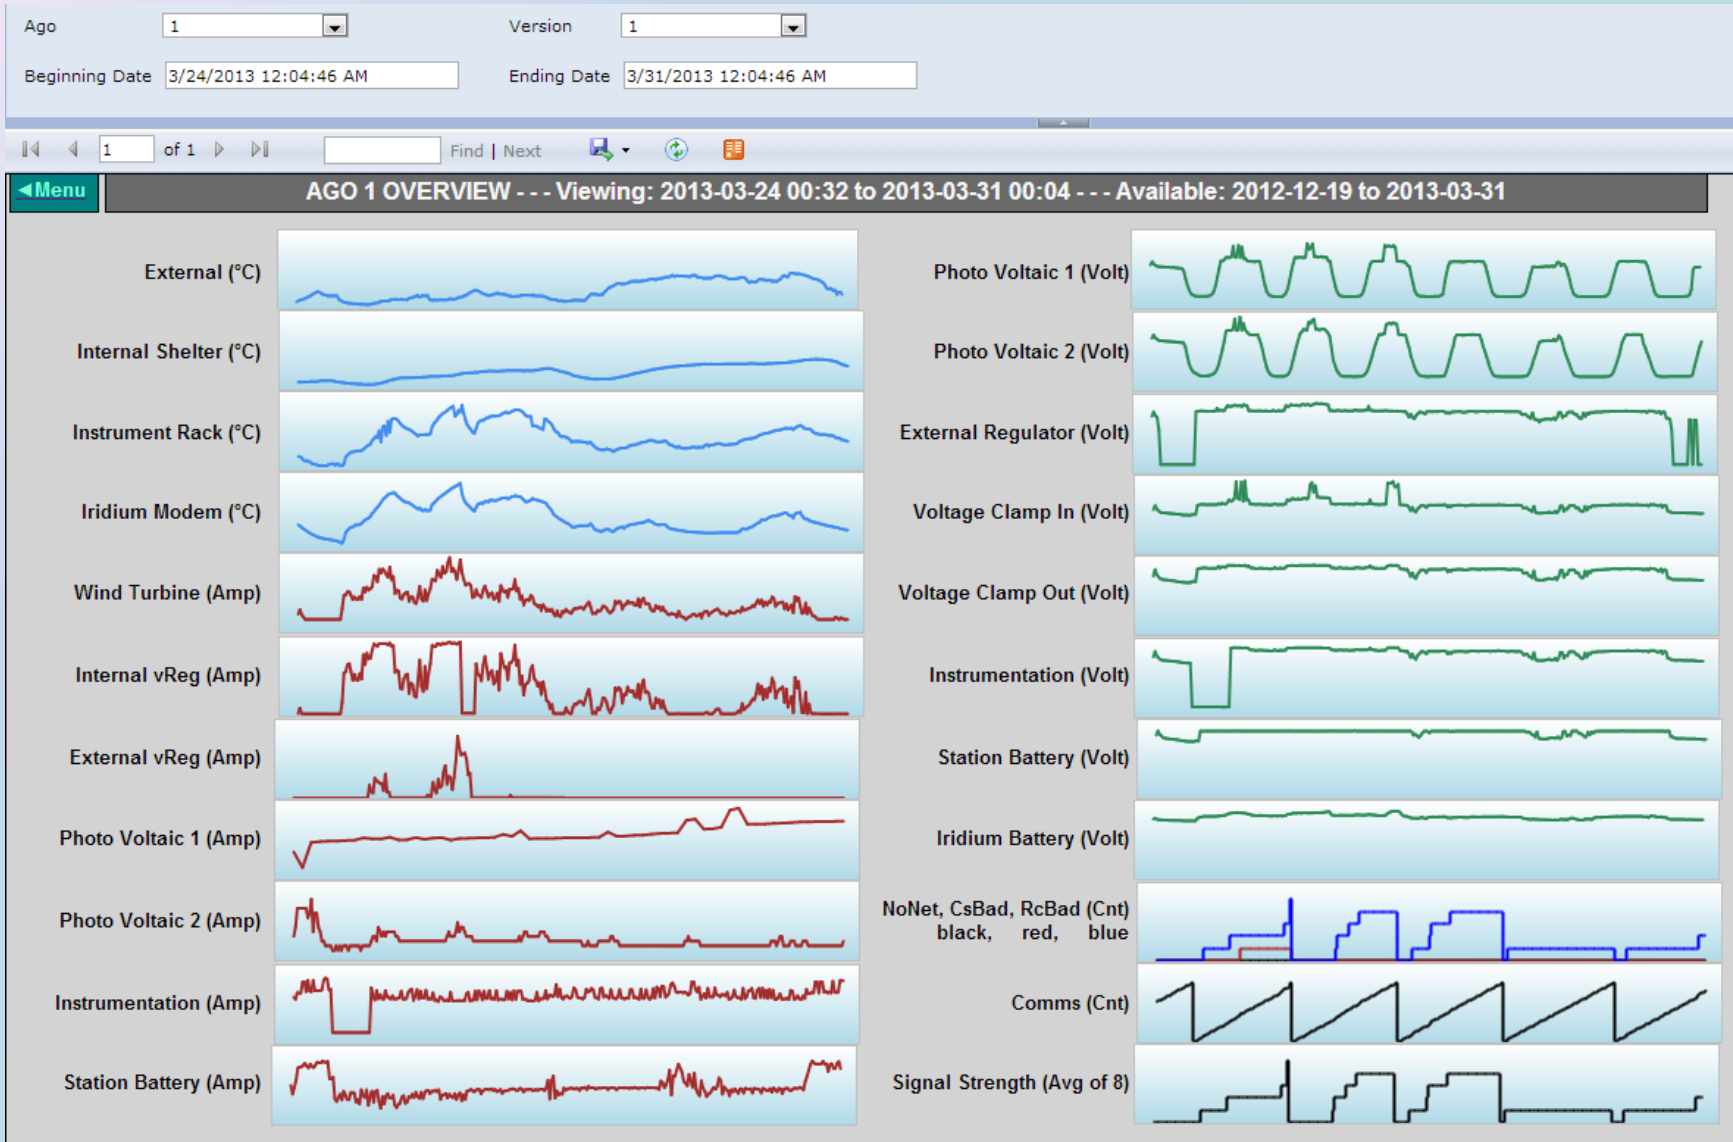 Ago 1 Version 1
Beginning Date 3/24/2013 12:04:46 AM Ending Date 3/31/2013 12:04:46 AM
1 of 1 Find | Next
◄Menu AGO 1 OVERVIEW - - - Viewing: 2013-03-24 00:32 to 2013-03-31 00:04 - - - Available: 2012-12-19 to 2013-03-31
External (°C)
Internal Shelter (°C)
Instrument Rack (°C)
Iridium Modem (°C)
Wind Turbine (Amp)
Internal vReg (Amp)
External vReg (Amp)
Photo Voltaic 1 (Amp)
Photo Voltaic 2 (Amp)
Instrumentation (Amp)
Station Battery (Amp)
Photo Voltaic 1 (Volt)
Photo Voltaic 2 (Volt)
External Regulator (Volt)
Voltage Clamp In (Volt)
Voltage Clamp Out (Volt)
Instrumentation (Volt)
Station Battery (Volt)
Iridium Battery (Volt)
NoNet, CsBad, RcBad (Cnt)
black, red, blue
Comms (Cnt)
Signal Strength (Avg of 8)